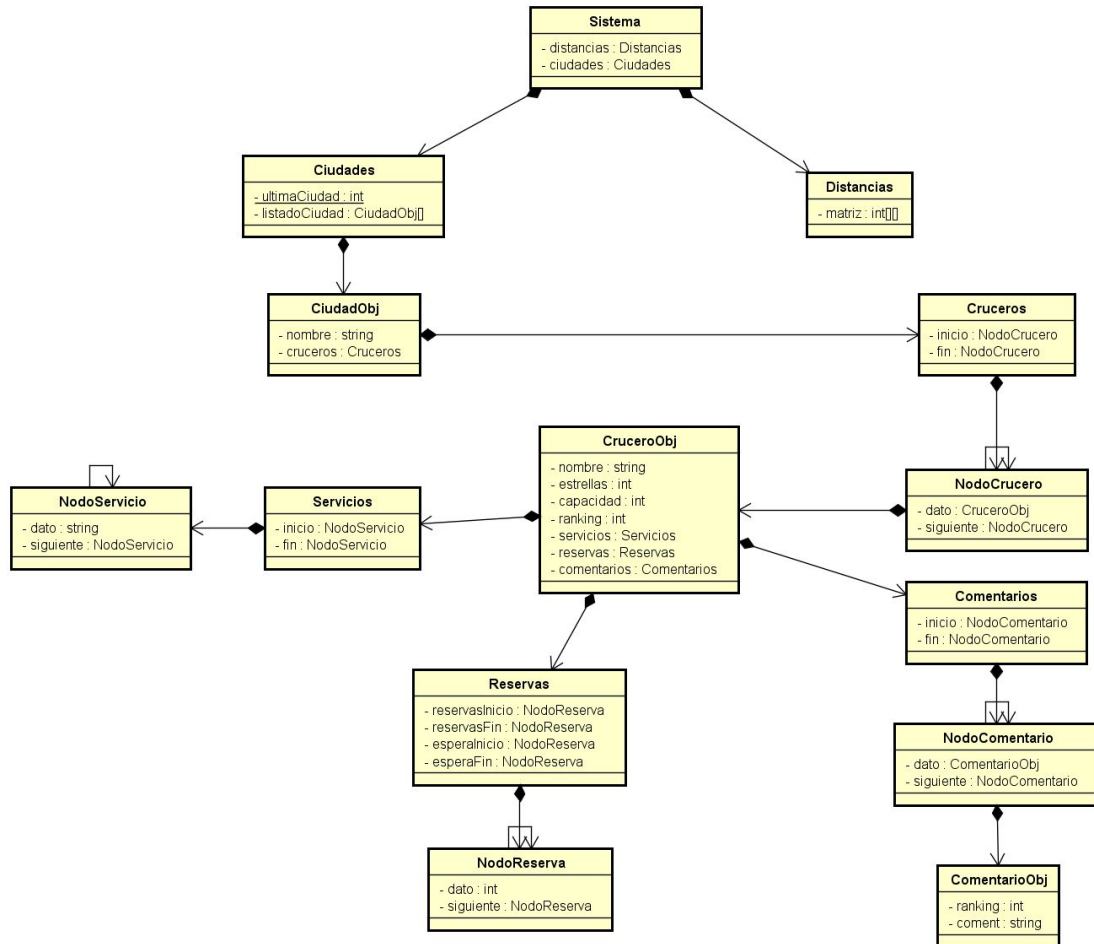 Sistema
- distancias : Distancias
- ciudades : Ciudades
Ciudades
- ultimaCiudad : int
- listadoCiudad : CiudadObj[]
Distancias
- matriz : int[][]
CiudadObj
- nombre : string
- cruceros : Cruceros
Cruceros
- inicio : NodoCrucero
- fin : NodoCrucero
CruceroObj
- nombre : string
- estrellas : int
- capacidad : int
- ranking : int
- servicios : Servicios
- reservas : Reservas
- comentarios : Comentarios
NodoServicio
- dato : string
- siguiente : NodoServicio
Servicios
- inicio : NodoServicio
- fin : NodoServicio
NodoCrucero
- dato : CruceroObj
- siguiente : NodoCrucero
Comentarios
- inicio : NodoComentario
- fin : NodoComentario
Reservas
- reservasInicio : NodoReserva
- reservasFin : NodoReserva
- esperaInicio : NodoReserva
- esperaFin : NodoReserva
NodoComentario
- dato : ComentarioObj
- siguiente : NodoComentario
NodoReserva
- dato : int
- siguiente : NodoReserva
ComentarioObj
- ranking : int
- coment : string